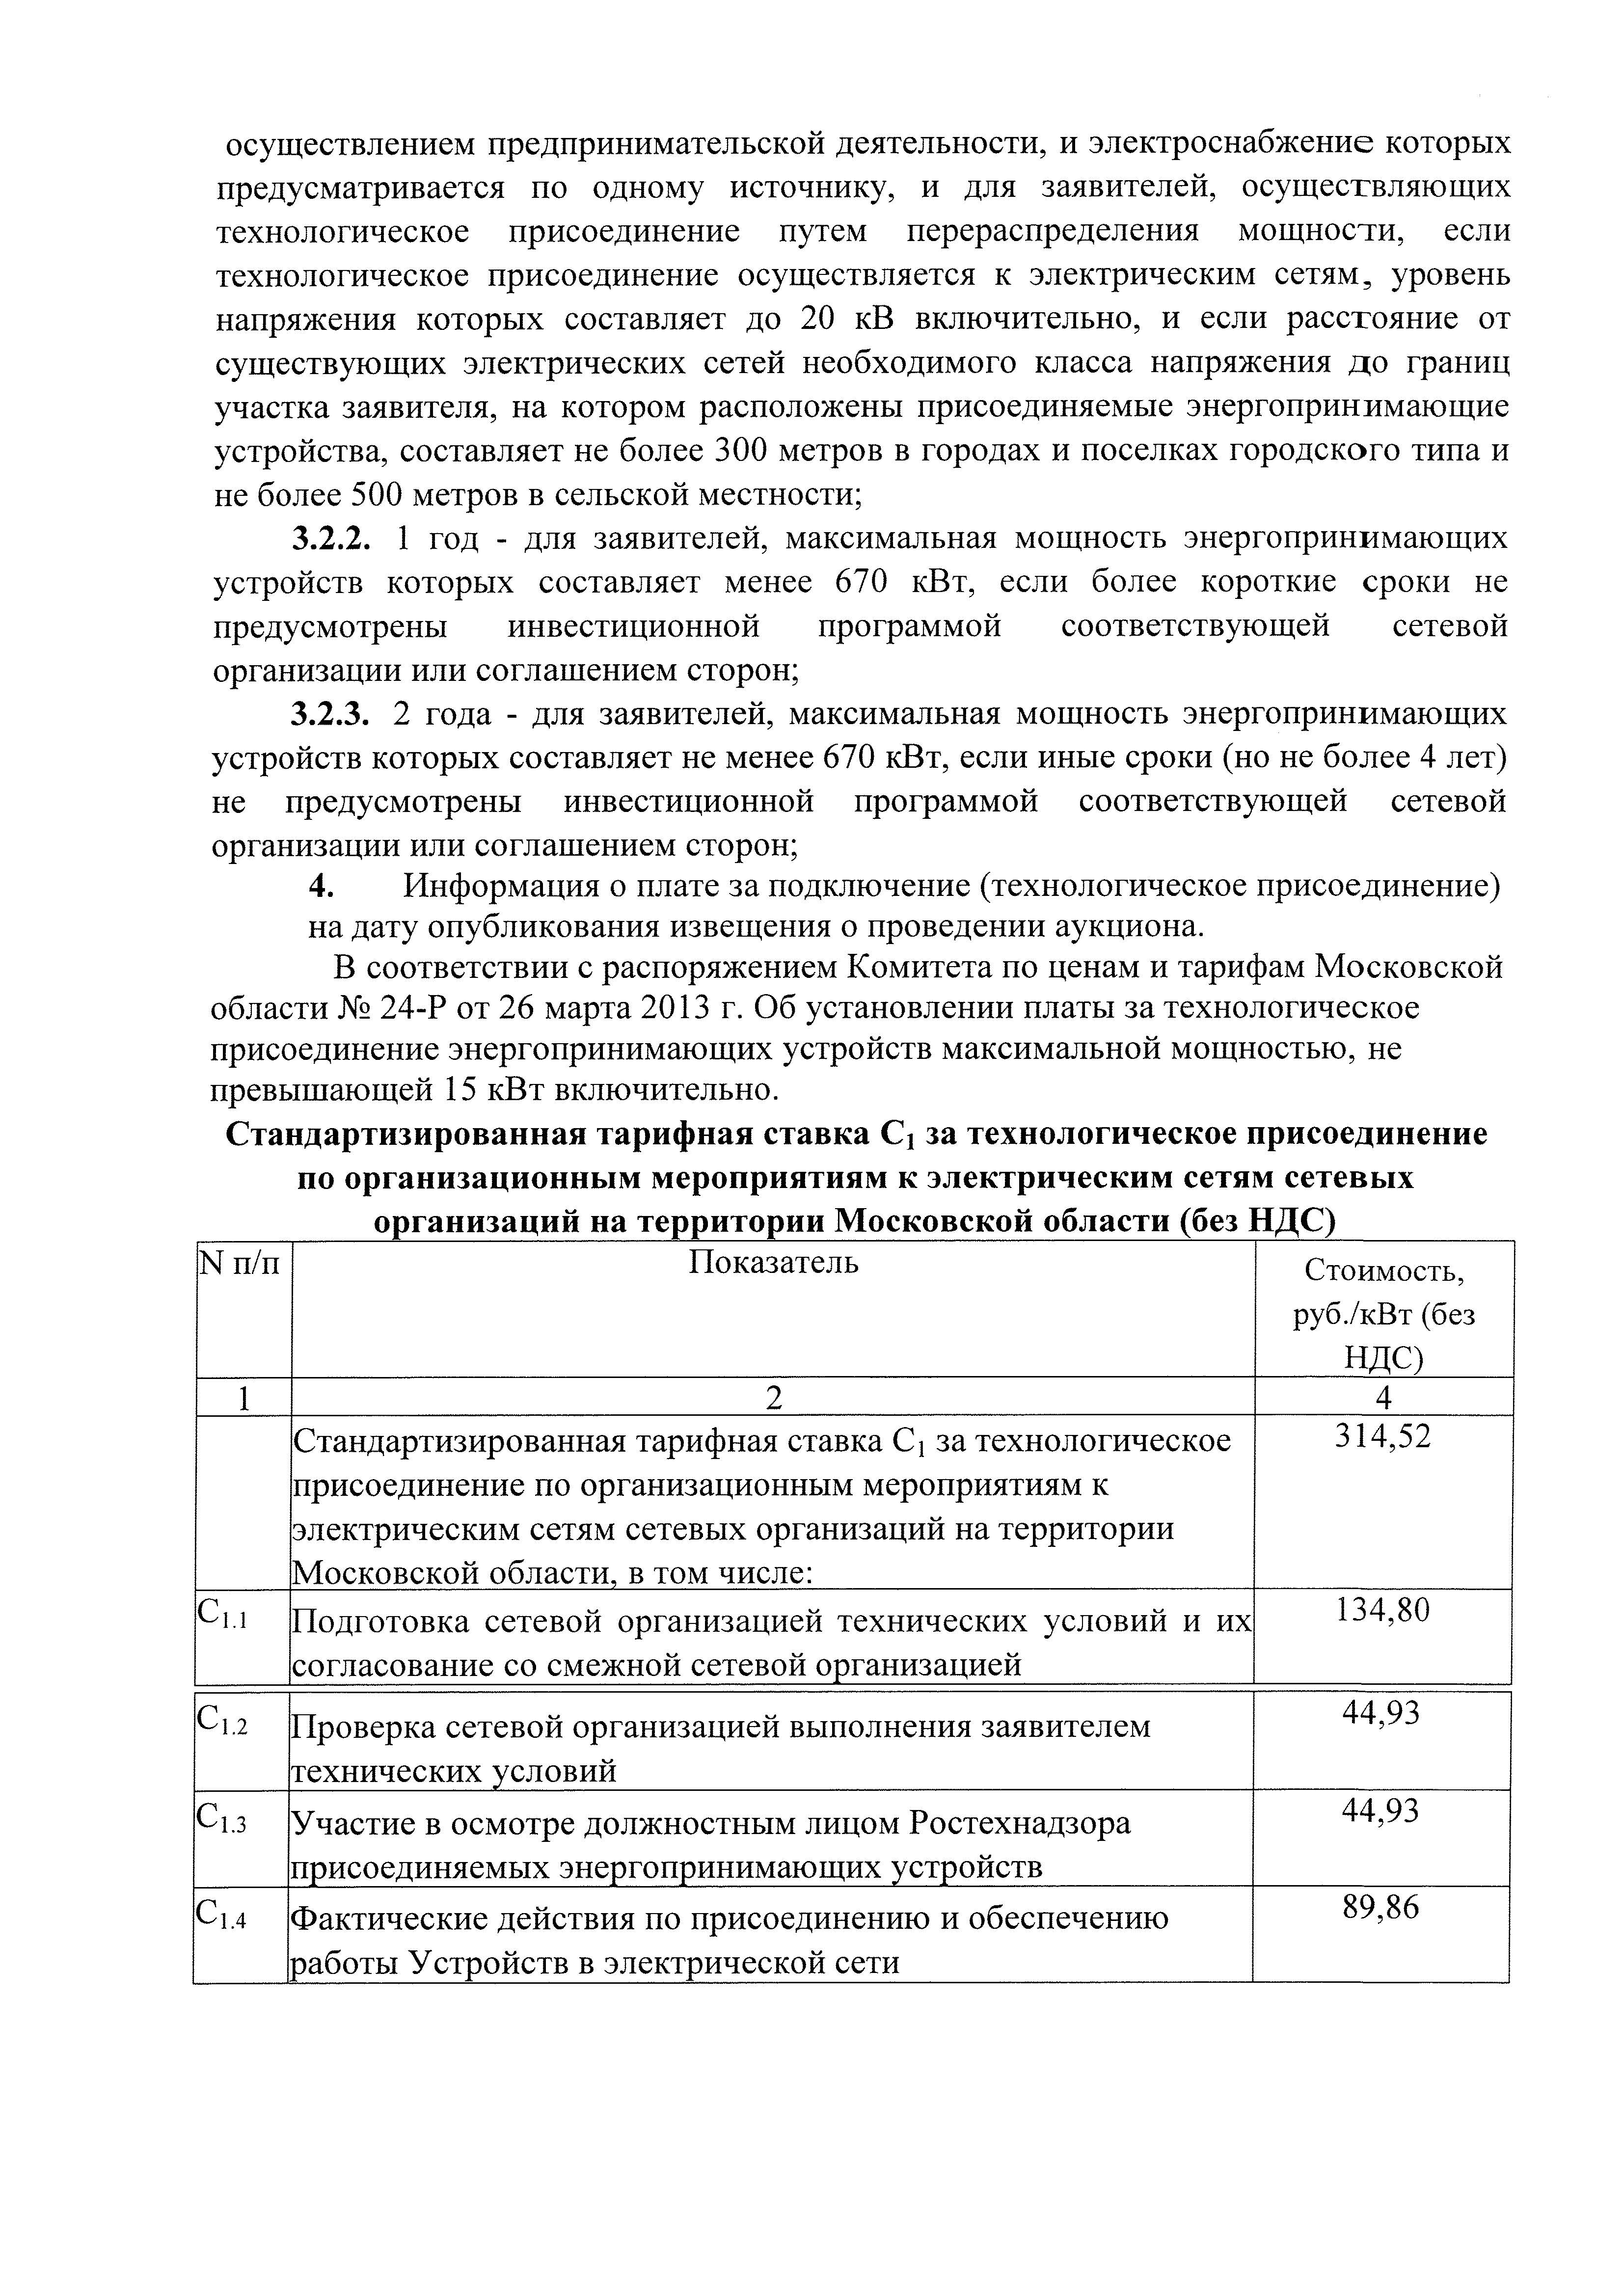 осуществлением предпринимательской деятельности, и электроснабжение которых
предусматривается по одному источнику, и для заявителей, осуществляющих
технологическое присоединение путем перераспределения мощности, если
технологическое присоединение осуществляется к электрическим сетям, уровень
напряжения которых составляет до 20 кВ включительно, и если расстояние от
существующих электрических сетей необходимого класса напряжения до границ
участка заявителя, на котором расположены присоединяемые энергопринимающие
устройства, составляет не более 300 метров в городах и поселках городского типа и
не более 500 метров в сельской местности;
3.2.2. 1 год - для заявителей, максимальная мощность энергопринимающих
устройств которых составляет менее 670 кВт, если более короткие сроки не
предусмотрены инвестиционной программой соответствующей сетевой
организации или соглашением сторон;
3.2.3. 2 года - для заявителей, максимальная мощность энергопринимающих
устройств которых составляет не менее 670 кВт, если иные сроки (но не более 4 лет)
не предусмотрены инвестиционной программой соответствующей сетевой
организации или соглашением сторон;
4. Информация о плате за подключение (технологическое присоединение)
на дату опубликования извещения о проведении аукциона.
В соответствии с распоряжением Комитета по ценам и тарифам Московской
области № 24-Р от 26 марта 2013 г. Об установлении платы за технологическое
присоединение энергопринимающих устройств максимальной мощностью, не
превышающей 15 кВт включительно.
Стандартизированная тарифная ставка С₁ за технологическое присоединение
по организационным мероприятиям к электрическим сетям сетевых
организаций на территории Московской области (без НДС)
N п/п Показатель Стоимость,
руб./кВт (без
НДС)
1 2 4
Стандартизированная тарифная ставка С₁ за технологическое 314,52
присоединение по организационным мероприятиям к
электрическим сетям сетевых организаций на территории
Московской области, в том числе:
С1.1 Подготовка сетевой организацией технических условий и их 134,80
согласование со смежной сетевой организацией
С1.2 Проверка сетевой организацией выполнения заявителем 44,93
технических условий
С1.3 Участие в осмотре должностным лицом Ростехнадзора 44,93
присоединяемых энергопринимающих устройств
С1.4 Фактические действия по присоединению и обеспечению 89,86
работы Устройств в электрической сети